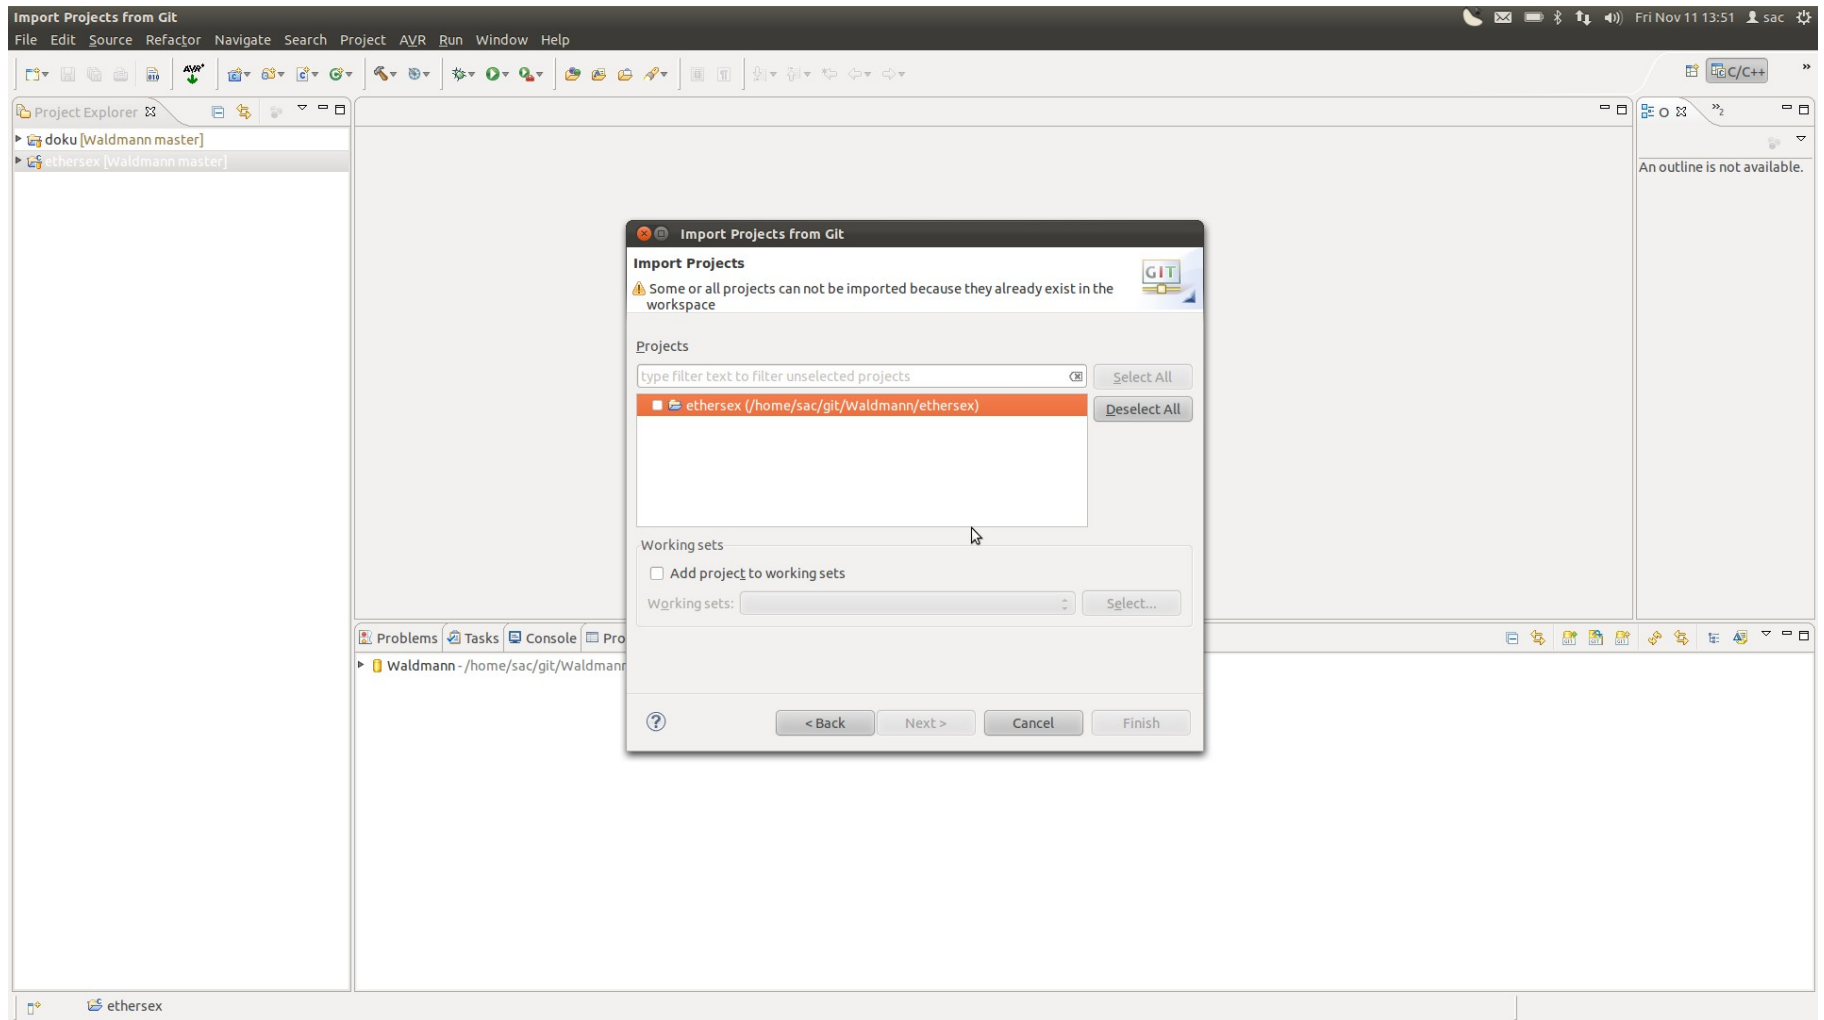 Import Projects from Git
Fri Nov 11 13:51 sac
File Edit Source Refactor Navigate Search Project AVR Run Window Help
AVR
C/C++
Project Explorer
O
2
doku [Waldmann master]
ethersex [Waldmann master]
An outline is not available.
Import Projects from Git
Import Projects
GIT
Some or all projects can not be imported because they already exist in the
workspace
Projects
type filter text to filter unselected projects
Select All
ethersex (/home/sac/git/Waldmann/ethersex)
Deselect All
Working sets
Add project to working sets
Working sets:
Select...
Problems Tasks Console Pro
Waldmann - /home/sac/git/Waldmann
< Back Next > Cancel Finish
ethersex